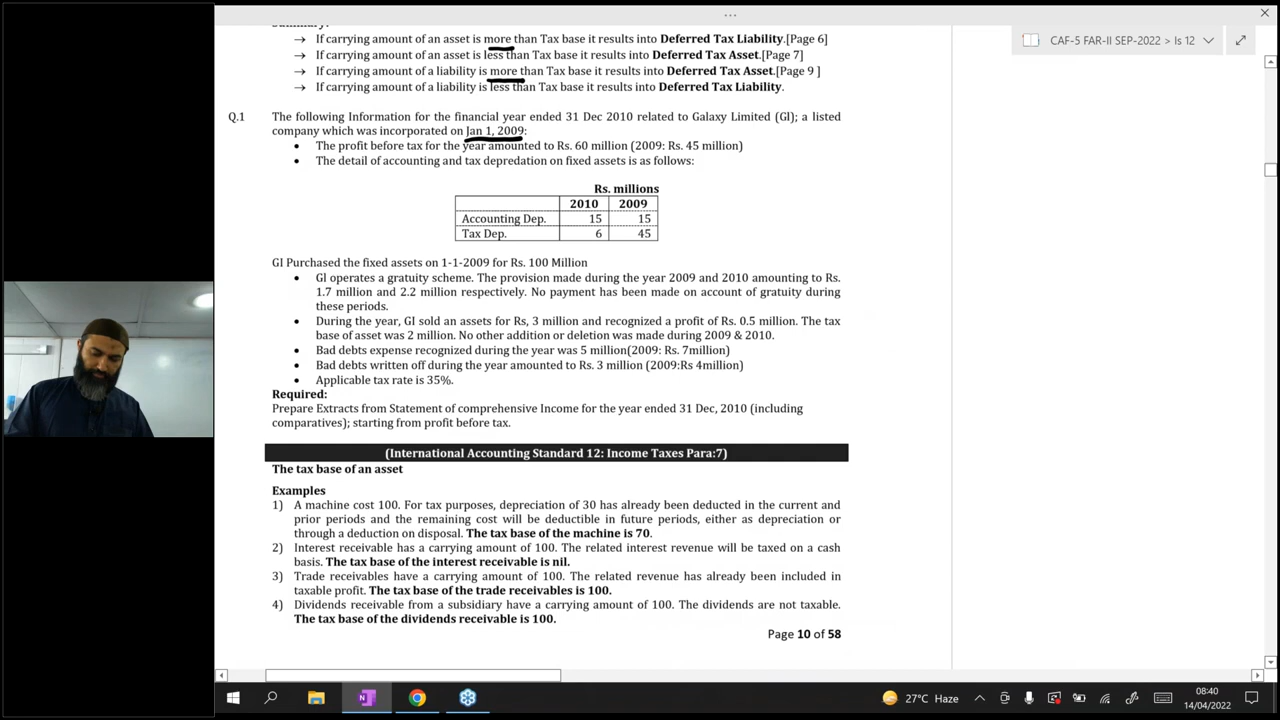 CAF-5 FAR-II SEP-2022 > Is 12
→ If carrying amount of an asset is more than Tax base it results into Deferred Tax Liability.[Page 6]
→ If carrying amount of an asset is less than Tax base it results into Deferred Tax Asset.[Page 7]
→ If carrying amount of a liability is more than Tax base it results into Deferred Tax Asset.[Page 9 ]
→ If carrying amount of a liability is less than Tax base it results into Deferred Tax Liability.
Q.1 The following Information for the financial year ended 31 Dec 2010 related to Galaxy Limited (GI); a listed
company which was incorporated on Jan 1, 2009:
• The profit before tax for the year amounted to Rs. 60 million (2009: Rs. 45 million)
• The detail of accounting and tax depredation on fixed assets is as follows:
Rs. millions
2010 2009
Accounting Dep. 15 15
Tax Dep. 6 45
GI Purchased the fixed assets on 1-1-2009 for Rs. 100 Million
• GI operates a gratuity scheme. The provision made during the year 2009 and 2010 amounting to Rs.
1.7 million and 2.2 million respectively. No payment has been made on account of gratuity during
these periods.
• During the year, GI sold an assets for Rs, 3 million and recognized a profit of Rs. 0.5 million. The tax
base of asset was 2 million. No other addition or deletion was made during 2009 & 2010.
• Bad debts expense recognized during the year was 5 million(2009: Rs. 7million)
• Bad debts written off during the year amounted to Rs. 3 million (2009:Rs 4million)
• Applicable tax rate is 35%.
Required:
Prepare Extracts from Statement of comprehensive Income for the year ended 31 Dec, 2010 (including
comparatives); starting from profit before tax.
(International Accounting Standard 12: Income Taxes Para:7)
The tax base of an asset
Examples
1) A machine cost 100. For tax purposes, depreciation of 30 has already been deducted in the current and
prior periods and the remaining cost will be deductible in future periods, either as depreciation or
through a deduction on disposal. The tax base of the machine is 70.
2) Interest receivable has a carrying amount of 100. The related interest revenue will be taxed on a cash
basis. The tax base of the interest receivable is nil.
3) Trade receivables have a carrying amount of 100. The related revenue has already been included in
taxable profit. The tax base of the trade receivables is 100.
4) Dividends receivable from a subsidiary have a carrying amount of 100. The dividends are not taxable.
The tax base of the dividends receivable is 100.
Page 10 of 58
27°C Haze
08:40
14/04/2022